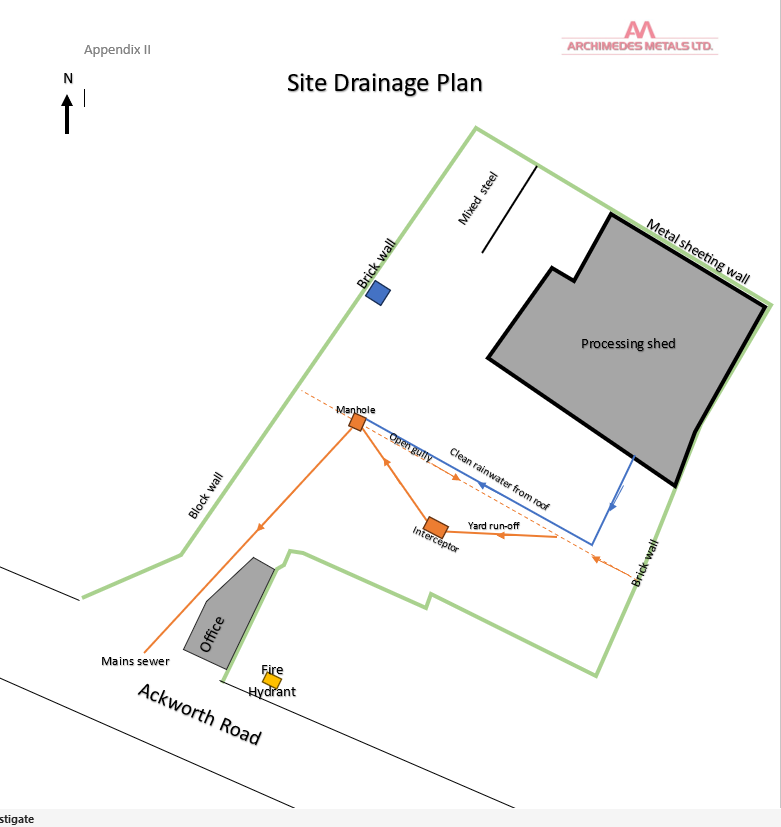 ARCHIMEDES METALS LTD.
Appendix II
N
Site Drainage Plan
Mixed steel
Metal sheeting wall
Brick wall
Processing shed
Manhole
Open gully
Clean rainwater from roof
Block wall
Yard run-off
Interceptor
Brick wall
Office
Mains sewer
Fire
Hydrant
Ackworth Road
stigate